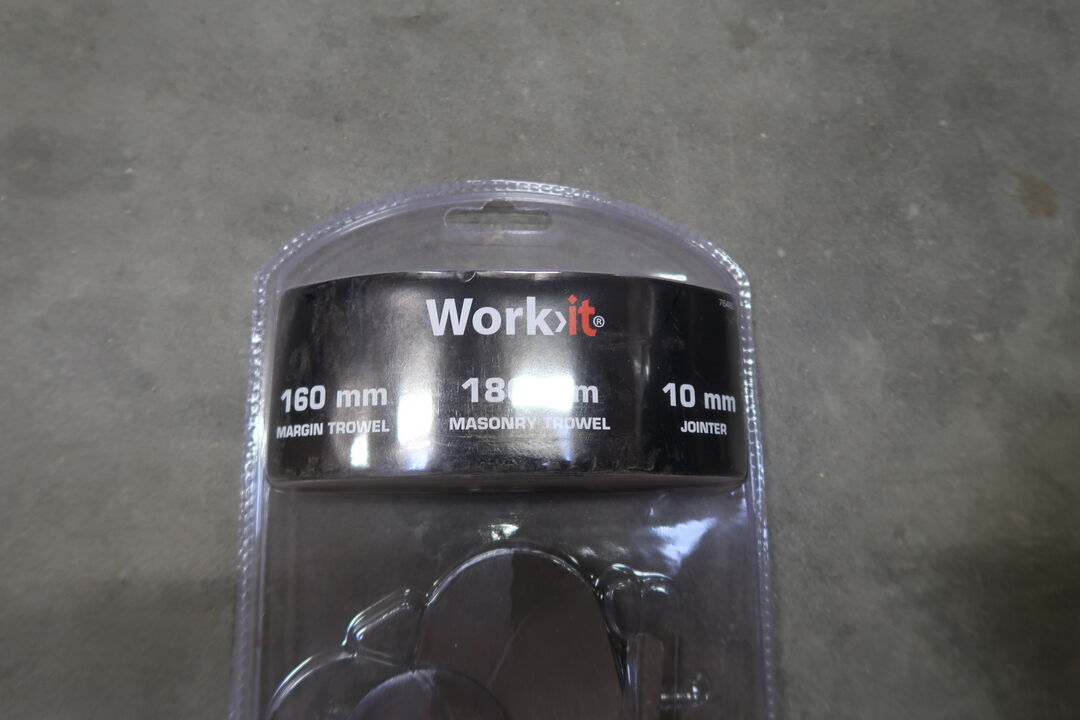 Work›it®
160 mm
MARGIN TROWEL
MASONRY TROWEL
10 mm
JOINTER